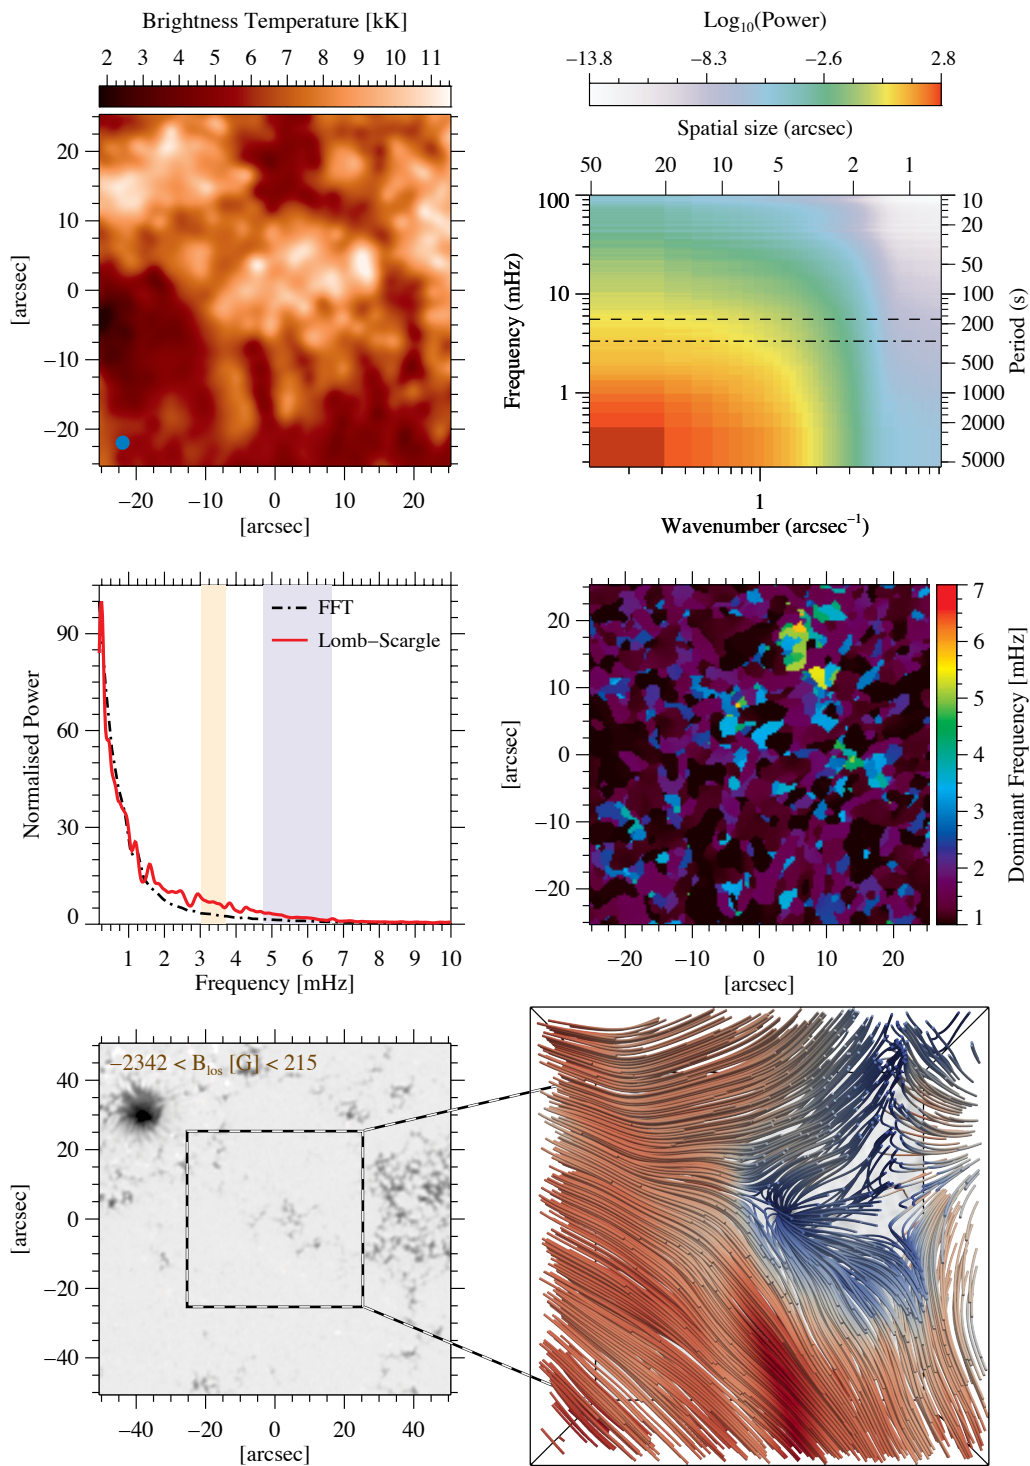 Brightness Temperature [kK]
2 3 4 5 6 7 8 9 10 11
20
10
0
−10
−20
[arcsec]
−20 −10 0 10 20
[arcsec]
Log10(Power)
−13.8 −8.3 −2.6 2.8
Spatial size (arcsec)
50 20 10 5 2 1
100
10
1
Frequency (mHz)
10
20
50
100
200
500
1000
2000
5000
Period (s)
1
Wavenumber (arcsec−1)
FFT
Lomb−Scargle
90
60
30
0
Normalised Power
1 2 3 4 5 6 7 8 9 10
Frequency [mHz]
20
10
0
−10
−20
[arcsec]
−20 −10 0 10 20
[arcsec]
7
6
5
4
3
2
1
Dominant Frequency [mHz]
−2342 < Blos [G] < 215
40
20
0
−20
−40
[arcsec]
−40 −20 0 20 40
[arcsec]